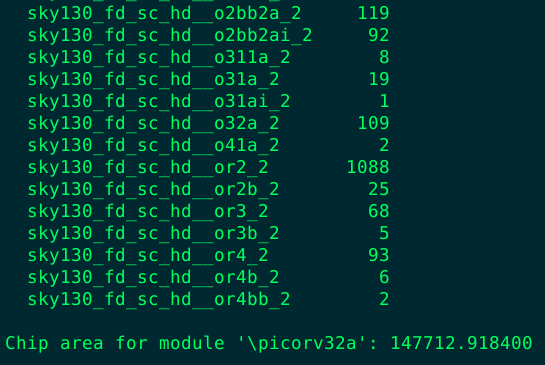 sky130_fd_sc_hd__o2bb2a_2 119
sky130_fd_sc_hd__o2bb2ai_2 92
sky130_fd_sc_hd__o311a_2 8
sky130_fd_sc_hd__o31a_2 19
sky130_fd_sc_hd__o31ai_2 1
sky130_fd_sc_hd__o32a_2 109
sky130_fd_sc_hd__o41a_2 2
sky130_fd_sc_hd__or2_2 1088
sky130_fd_sc_hd__or2b_2 25
sky130_fd_sc_hd__or3_2 68
sky130_fd_sc_hd__or3b_2 5
sky130_fd_sc_hd__or4_2 93
sky130_fd_sc_hd__or4b_2 6
sky130_fd_sc_hd__or4bb_2 2
Chip area for module '\picorv32a': 147712.918400